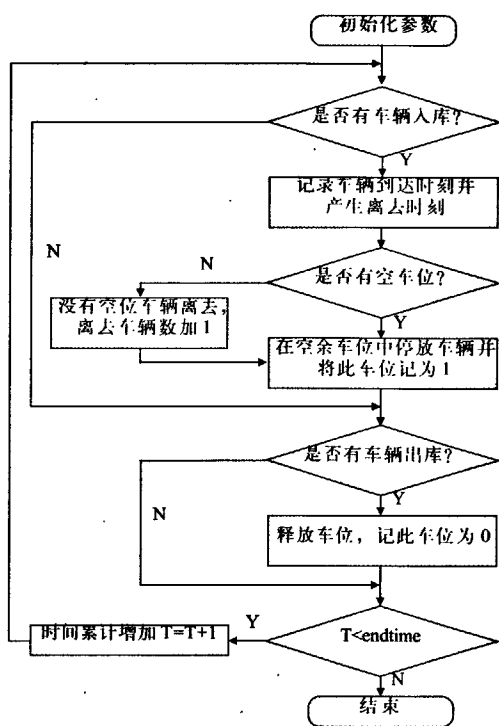 初始化参数
是否有车辆入库?
Y
记录车辆到达时刻并
产生离去时刻
N
N
是否有空车位?
没有空位车辆离去,
离去车辆数加 1
Y
在空余车位中停放车辆并
将此车位记为 1
是否有车辆出库?
Y
N
释放车位，记此车位为 0
Y
时间累计增加 T=T+1
T<endtime
N
结束